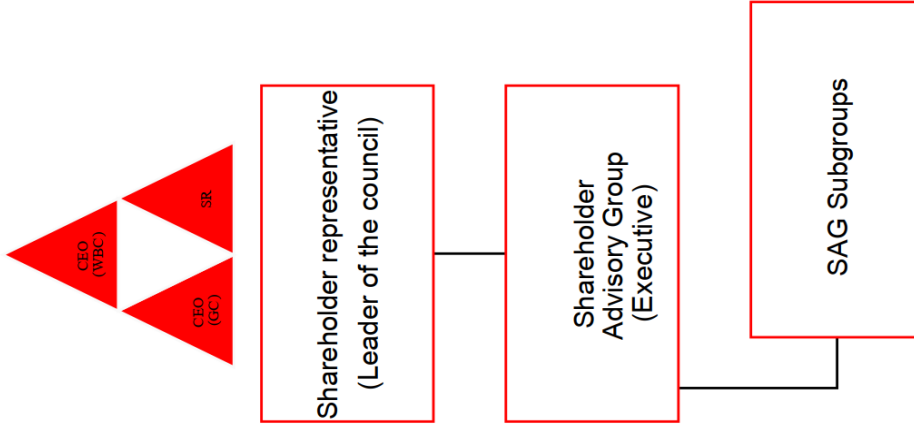 CEO
(WBC)
CEO
(GC)
SR
Shareholder representative
(Leader of the council)
Shareholder
Advisory Group
(Executive)
SAG Subgroups